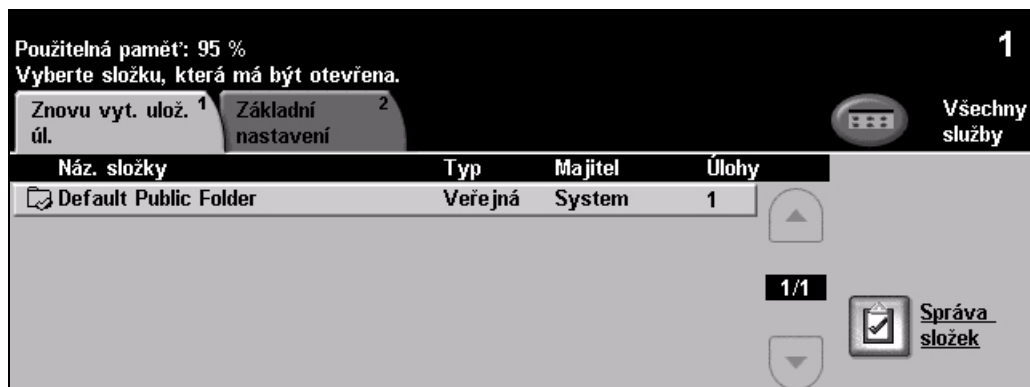 1
Použitelná paměť: 95 %
Vyberte složku, která má být otevřena.
Znovu vyt. ulož. 1
úl.
Základní 2
nastavení
Všechny
služby
Náz. složky Typ Majitel Úlohy
Default Public Folder Veřejná System 1
1/1
Správa
složek